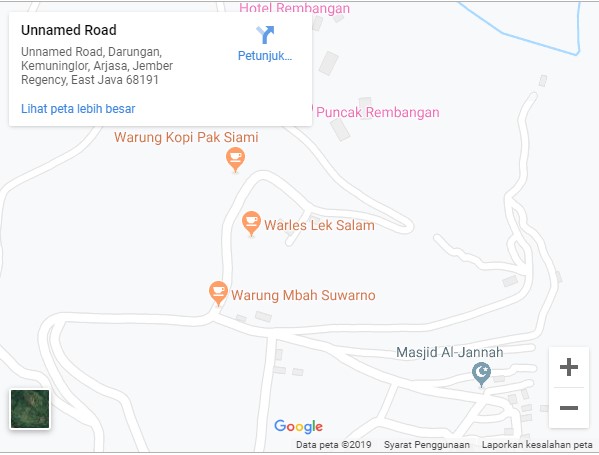 Hotel Rembangan
Unnamed Road
Unnamed Road, Darungan,
Kemuninglor, Arjasa, Jember
Regency, East Java 68191
Petunjuk...
Lihat peta lebih besar
Puncak Rembangan
Warung Kopi Pak Siami
Warles Lek Salam
Warung Mbah Suwarno
Masjid Al-Jannah
Google
Data peta ©2019 Syarat Penggunaan Laporkan kesalahan peta